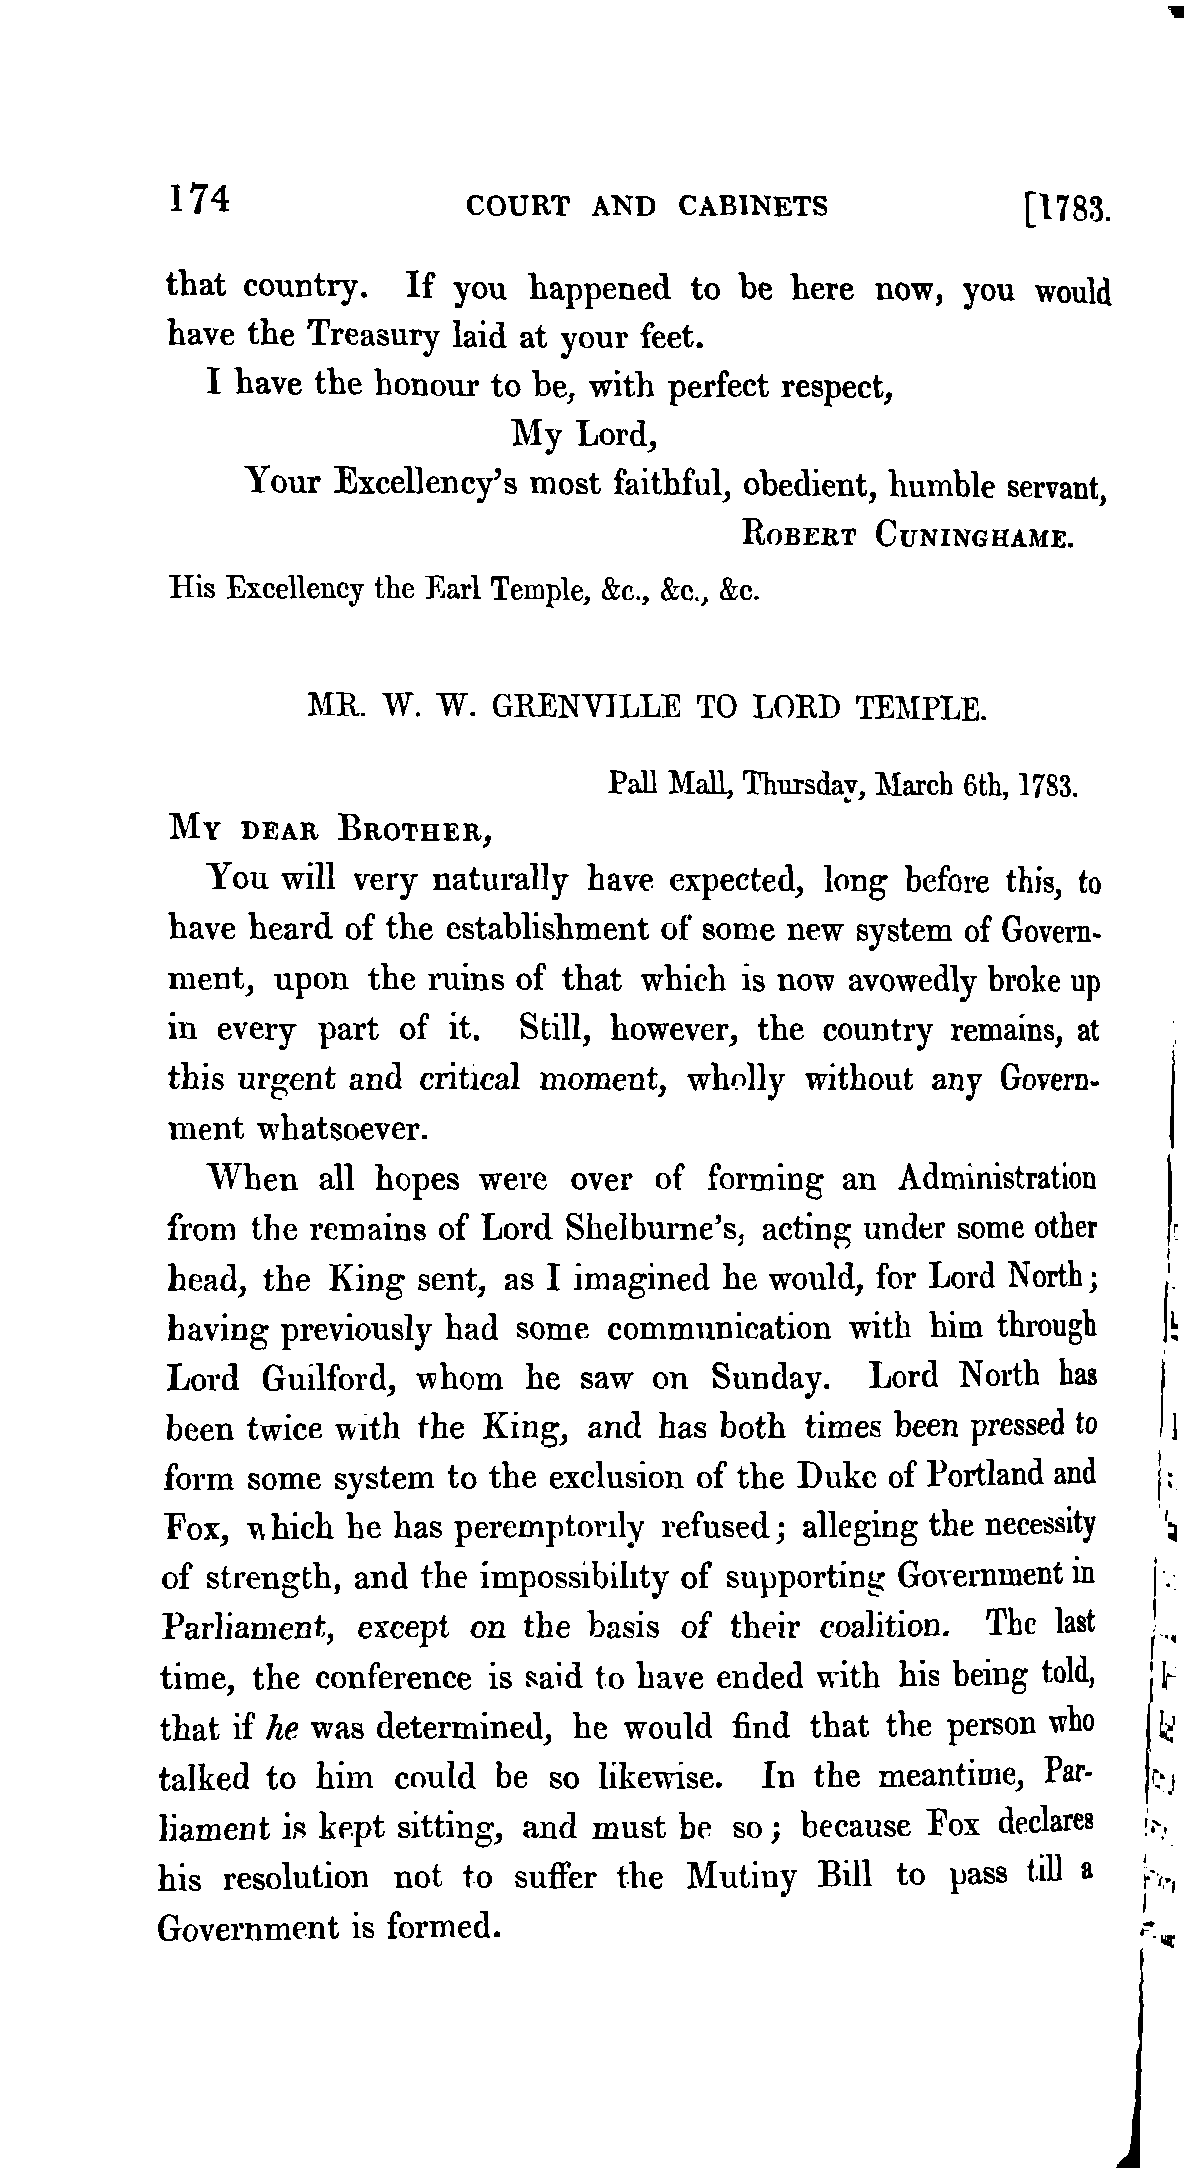 174 COURT AND CABINETS [1783.
that country. If you happened to be here now, you would
have the Treasury laid at your feet.
I have the honour to be, with perfect respect,
My Lord,
Your Excellency's most faithful, obedient, humble servant,
ROBERT CUNINGHAME.
His Excellency the Earl Temple, &c., &c., &c.
MR. W. W. GRENVILLE TO LORD TEMPLE.
Pall Mall, Thursday, March 6th, 1783.
MY DEAR BROTHER,
You will very naturally have expected, long before this, to
have heard of the establishment of some new system of Govern-
ment, upon the ruins of that which is now avowedly broke up
in every part of it. Still, however, the country remains, at
this urgent and critical moment, wholly without any Govern-
ment whatsoever.
When all hopes were over of forming an Administration
from the remains of Lord Shelburne's, acting under some other
head, the King sent, as I imagined he would, for Lord North;
having previously had some communication with him through
Lord Guilford, whom he saw on Sunday. Lord North has
been twice with the King, and has both times been pressed to
form some system to the exclusion of the Duke of Portland and
Fox, which he has peremptorily refused; alleging the necessity
of strength, and the impossibility of supporting Government in
Parliament, except on the basis of their coalition. The last
time, the conference is said to have ended with his being told,
that if he was determined, he would find that the person who
talked to him could be so likewise. In the meantime, Par-
liament is kept sitting, and must be so; because Fox declares
his resolution not to suffer the Mutiny Bill to pass till a
Government is formed.